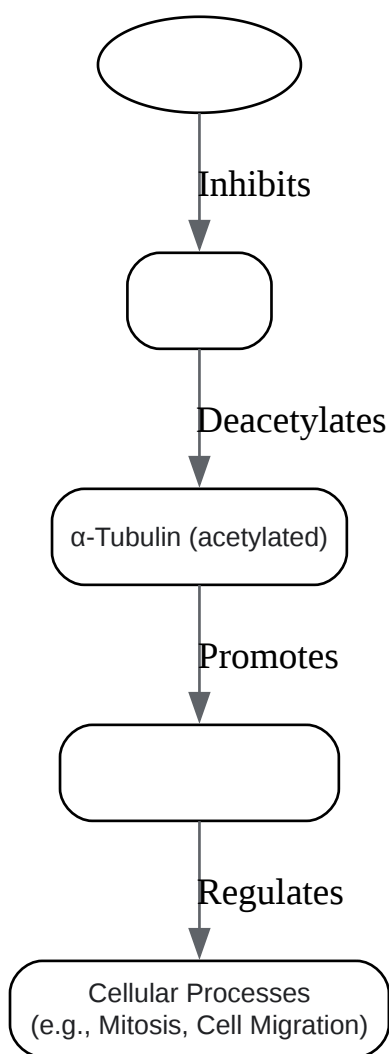 Inhibits
Deacetylates
α-Tubulin (acetylated)
Promotes
Regulates
Cellular Processes
(e.g., Mitosis, Cell Migration)